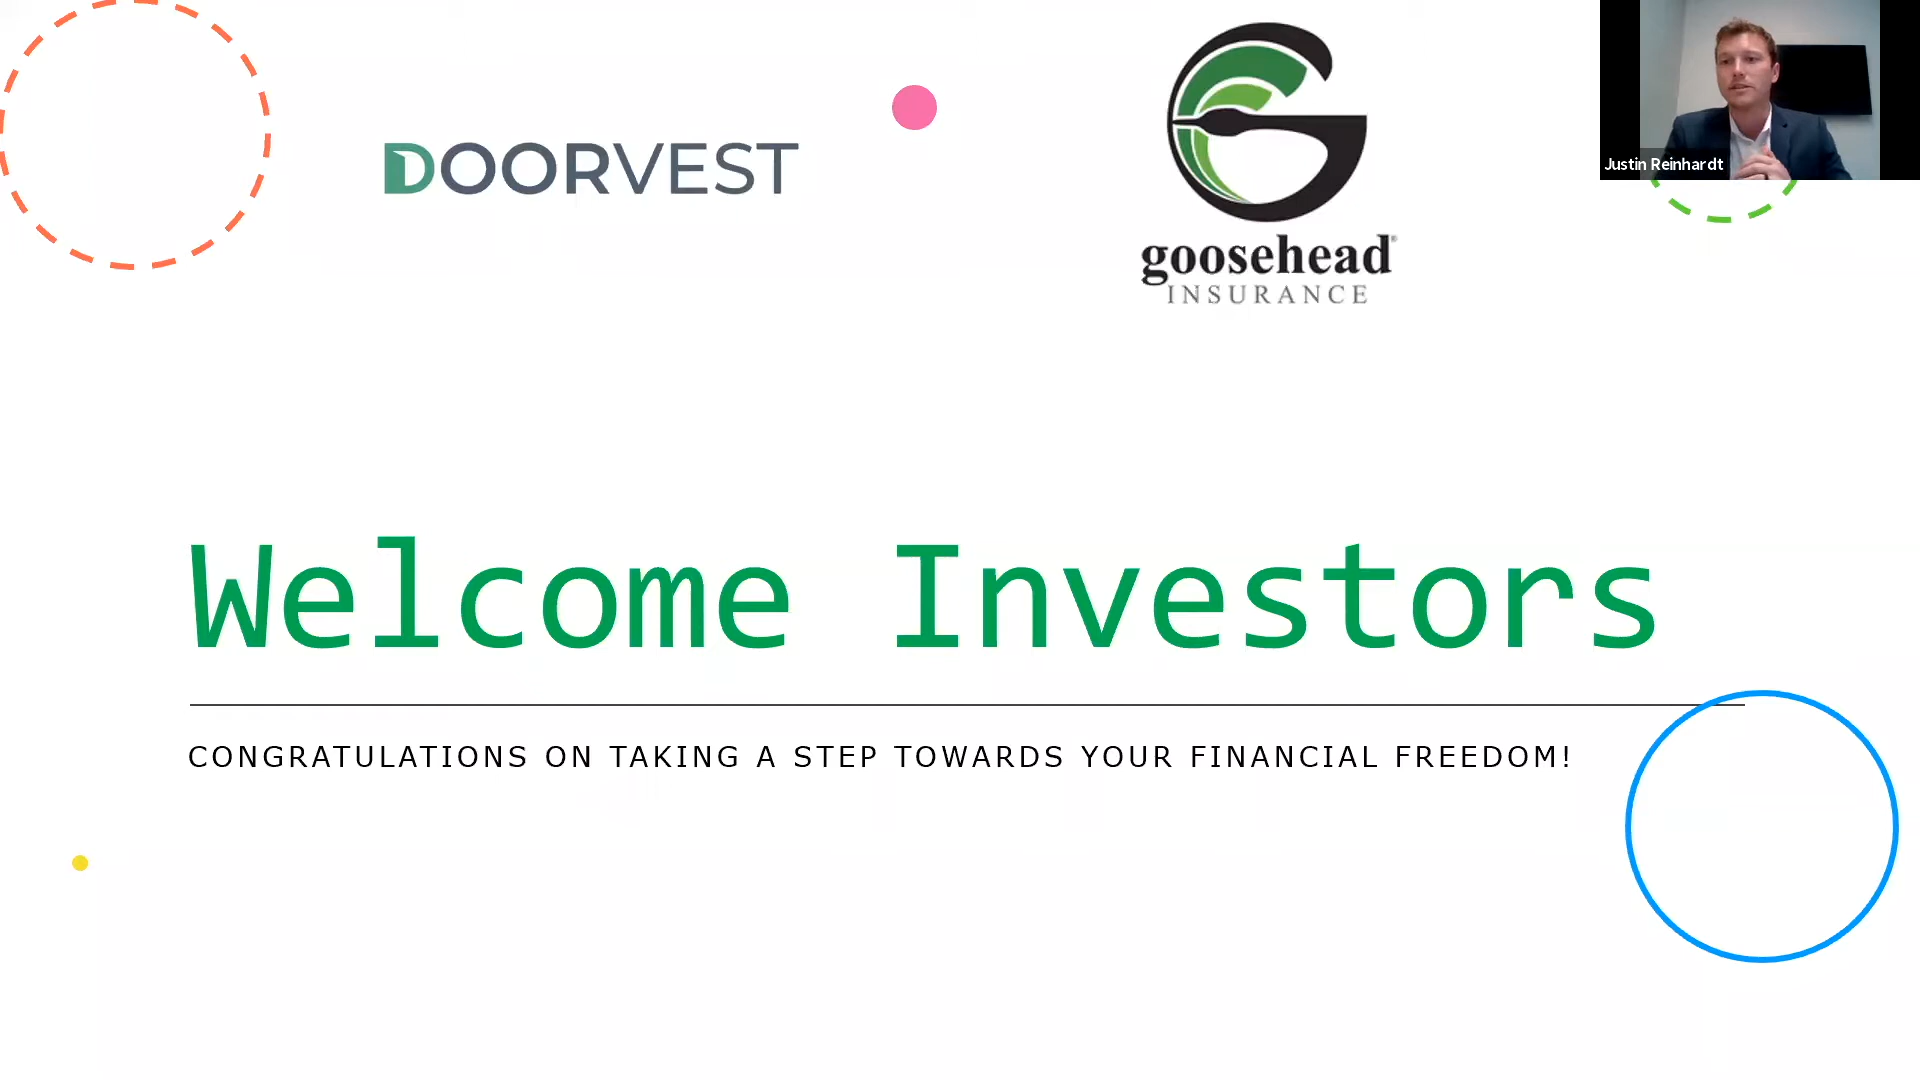 DOORVEST
goosehead®
INSURANCE
Justin Reinhardt
Welcome Investors
CONGRATULATIONS ON TAKING A STEP TOWARDS YOUR FINANCIAL FREEDOM!